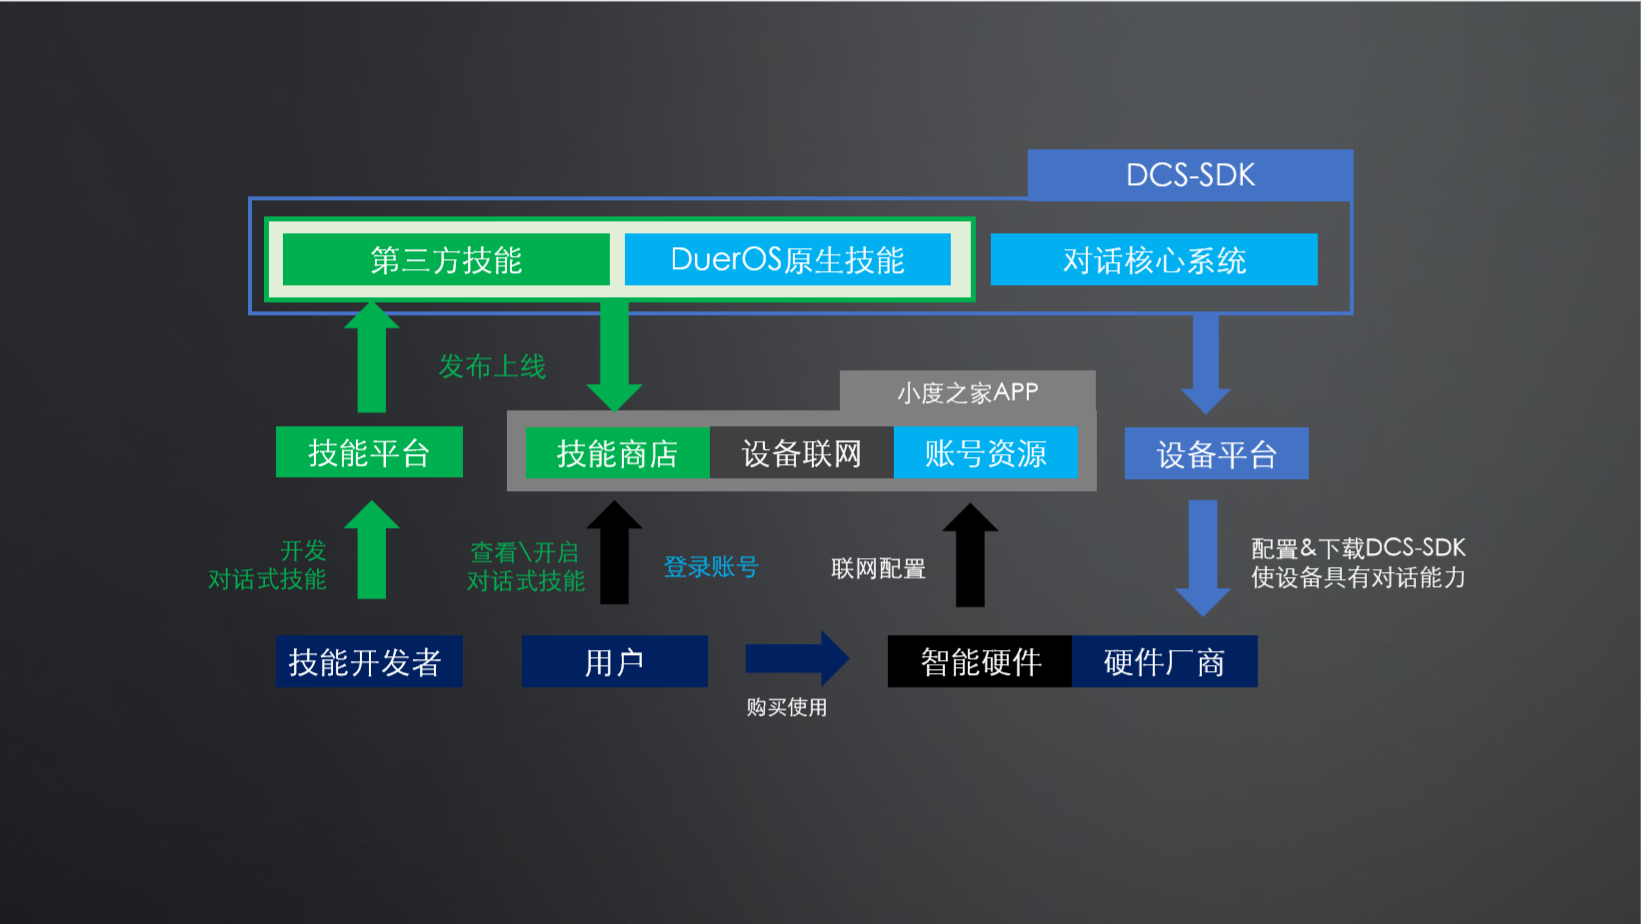 DCS-SDK
第三方技能
DuerOS原生技能
对话核心系统
发布上线
小度之家APP
技能平台
技能商店
设备联网
账号资源
设备平台
开发
对话式技能
查看\开启
对话式技能
登录账号
联网配置
配置&下载DCS-SDK
使设备具有对话能力
技能开发者
用户
购买使用
智能硬件
硬件厂商